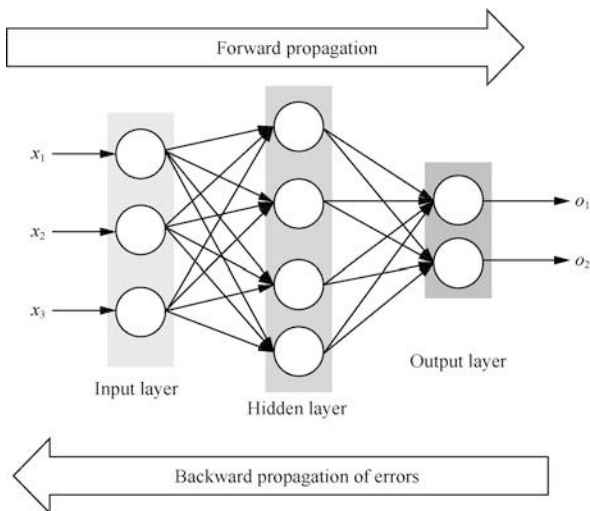 Forward propagation
x₁
x₂
x₃
o₁
o₂
Input layer
Hidden layer
Output layer
Backward propagation of errors